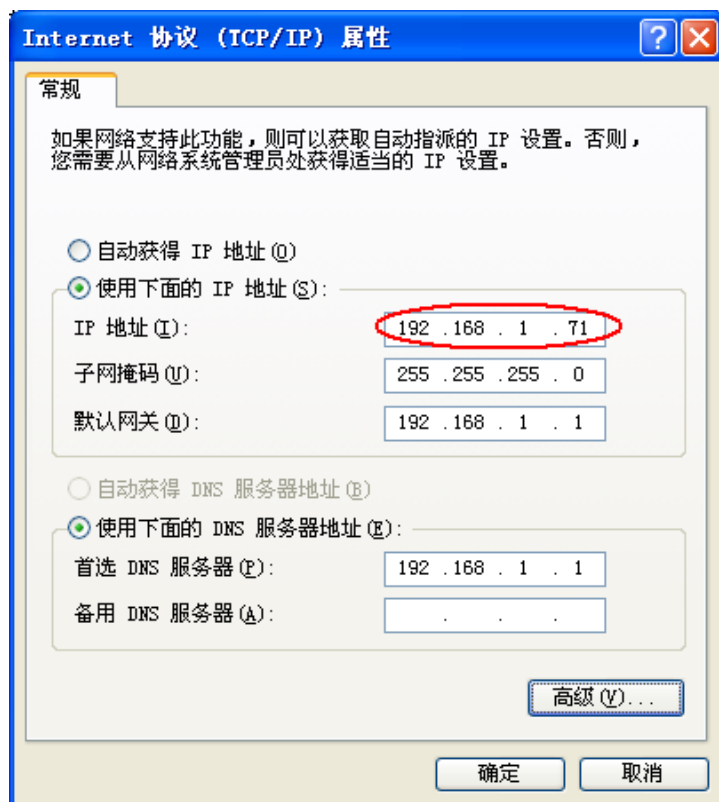 Internet 协议 (TCP/IP) 属性
常规
如果网络支持此功能，则可以获取自动指派的 IP 设置。否则，
您需要从网络系统管理员处获得适当的 IP 设置。
自动获得 IP 地址(O)
使用下面的 IP 地址(S):
IP 地址(I): 192 .168 . 1 . 71
子网掩码(U): 255 .255 .255 . 0
默认网关(D): 192 .168 . 1 . 1
自动获得 DNS 服务器地址(B)
使用下面的 DNS 服务器地址(E):
首选 DNS 服务器(P): 192 .168 . 1 . 1
备用 DNS 服务器(A): . . .
高级(V)...
确定 取消